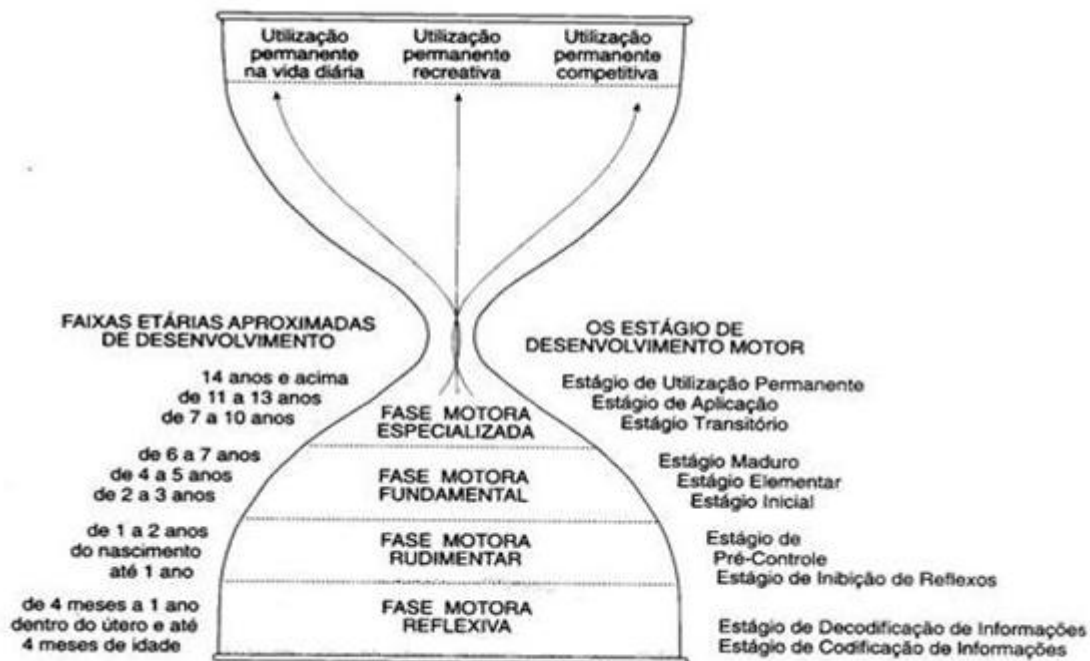 Utilização
permanente
na vida diária
Utilização
permanente
recreativa
Utilização
permanente
competitiva
FAIXAS ETÁRIAS APROXIMADAS
DE DESENVOLVIMENTO
OS ESTÁGIO DE
DESENVOLVIMENTO MOTOR
14 anos e acima
de 11 a 13 anos
de 7 a 10 anos
FASE MOTORA
ESPECIALIZADA
Estágio de Utilização Permanente
Estágio de Aplicação
Estágio Transitório
de 6 a 7 anos
de 4 a 5 anos
de 2 a 3 anos
FASE MOTORA
FUNDAMENTAL
Estágio Maduro
Estágio Elementar
Estágio Inicial
de 1 a 2 anos
do nascimento
até 1 ano
FASE MOTORA
RUDIMENTAR
Estágio de
Pré-Controle
Estágio de Inibição de Reflexos
de 4 meses a 1 ano
dentro do útero e até
4 meses de idade
FASE MOTORA
REFLEXIVA
Estágio de Decodificação de Informações
Estágio de Codificação de Informações